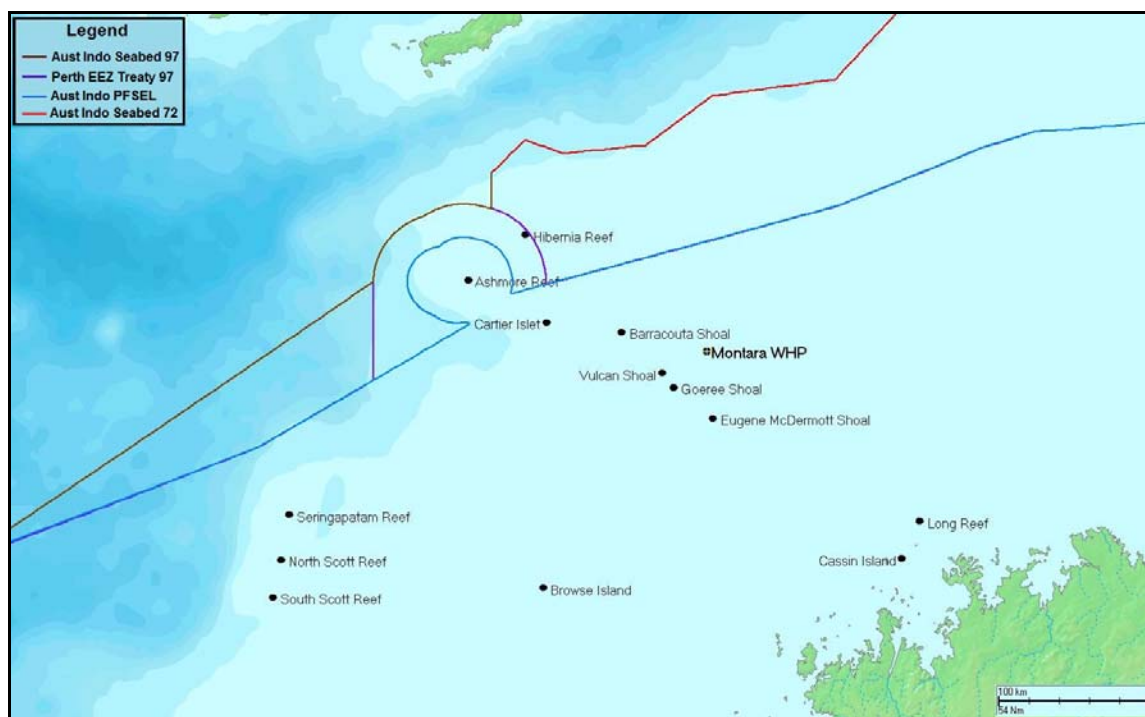 Legend
Aust Indo Seabed 97
Perth EEZ Treaty 97
Aust Indo PFSEL
Aust Indo Seabed 72
Hibernia Reef
Ashmore Reef
Cartier Islet
Barracouta Shoal
Montara WHP
Vulcan Shoal
Goeree Shoal
Eugene McDermott Shoal
Seringapatam Reef
Long Reef
North Scott Reef
Cassin Island
Browse Island
South Scott Reef
100 km
54 Nm